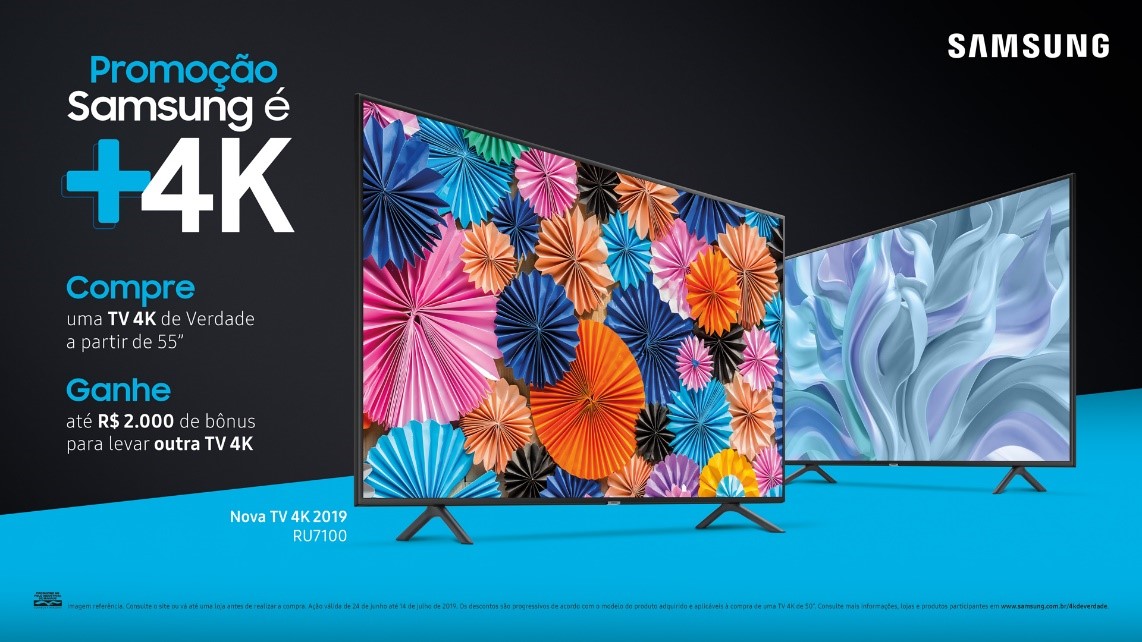 SAMSUNG
Promoção
Samsung é
+4K
Compre
uma TV 4K de Verdade
a partir de 55”
Ganhe
até R$ 2.000 de bônus
para levar outra TV 4K
Nova TV 4K 2019
RU7100
Imagem referência. Consulte o site ou vá até uma loja antes de realizar a compra. Ação válida de 24 de junho até 14 de julho de 2019. Os descontos são progressivos de acordo com o modelo do produto adquirido e aplicáveis à compra de uma TV 4K de 50”. Consulte mais informações, lojas e produtos participantes em www.samsung.com.br/4kdeverdade.